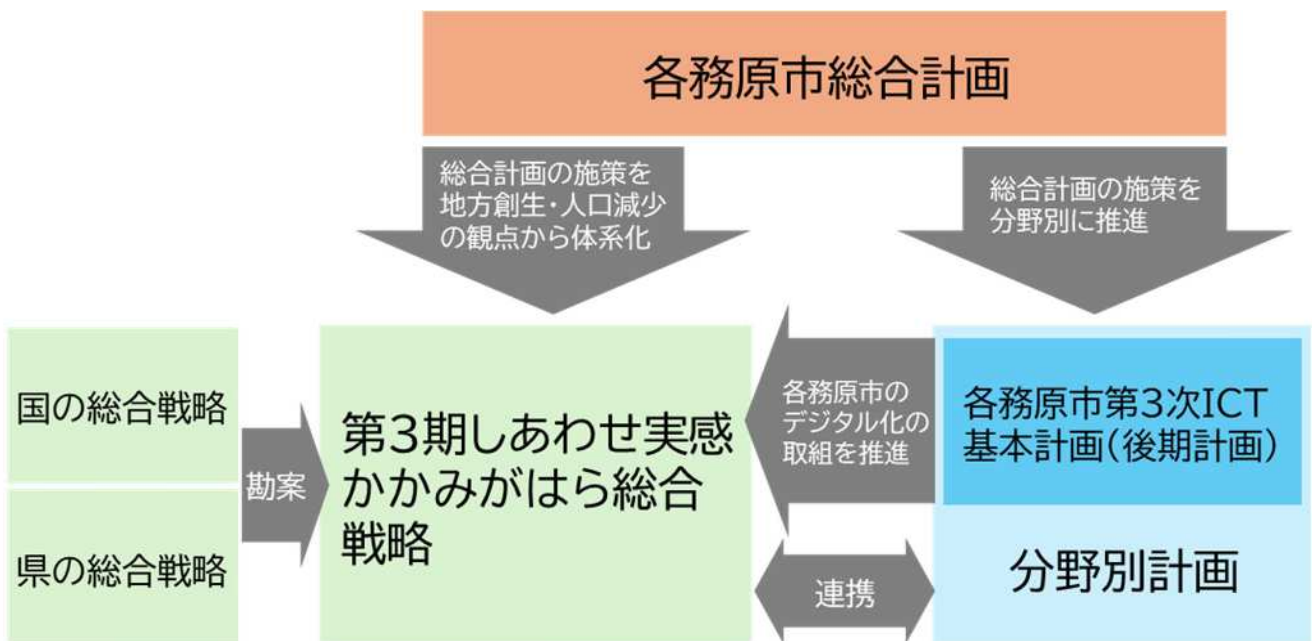 各務原市総合計画
総合計画の施策を
地方創生・人口減少
の観点から体系化
総合計画の施策を
分野別に推進
国の総合戦略
県の総合戦略
勘案
第3期しあわせ実感
かかみがはら総合
戦略
各務原市の
デジタル化の
取組を推進
連携
各務原市第3次ICT
基本計画(後期計画)
分野別計画